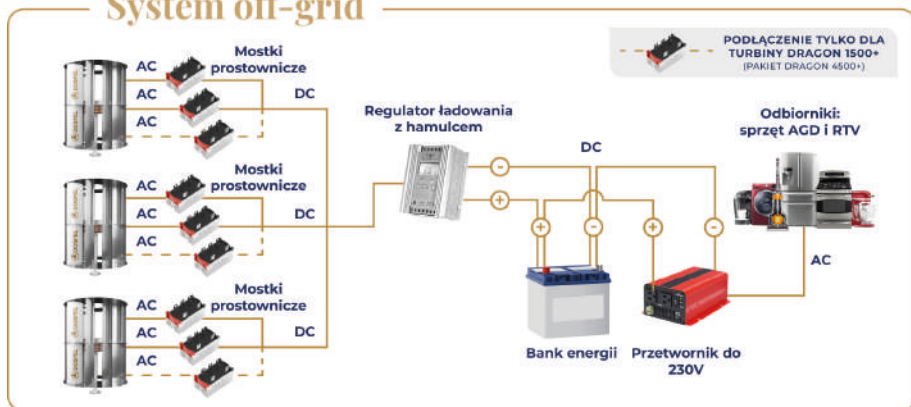 System off-grid
PODŁĄCZENIE TYLKO DLA
TURBINY DRAGON 1500+
(PAKIET DRAGON 4500+)
Mostki
prostownicze
AC
AC
AC
DC
Regulator ładowania
z hamulcem
DC
Odbiorniki:
sprzęt AGD i RTV
Mostki
prostownicze
AC
AC
AC
DC
-
+
+
-
+
-
AC
Mostki
prostownicze
AC
AC
AC
DC
Bank energii
Przetwornik do
230V